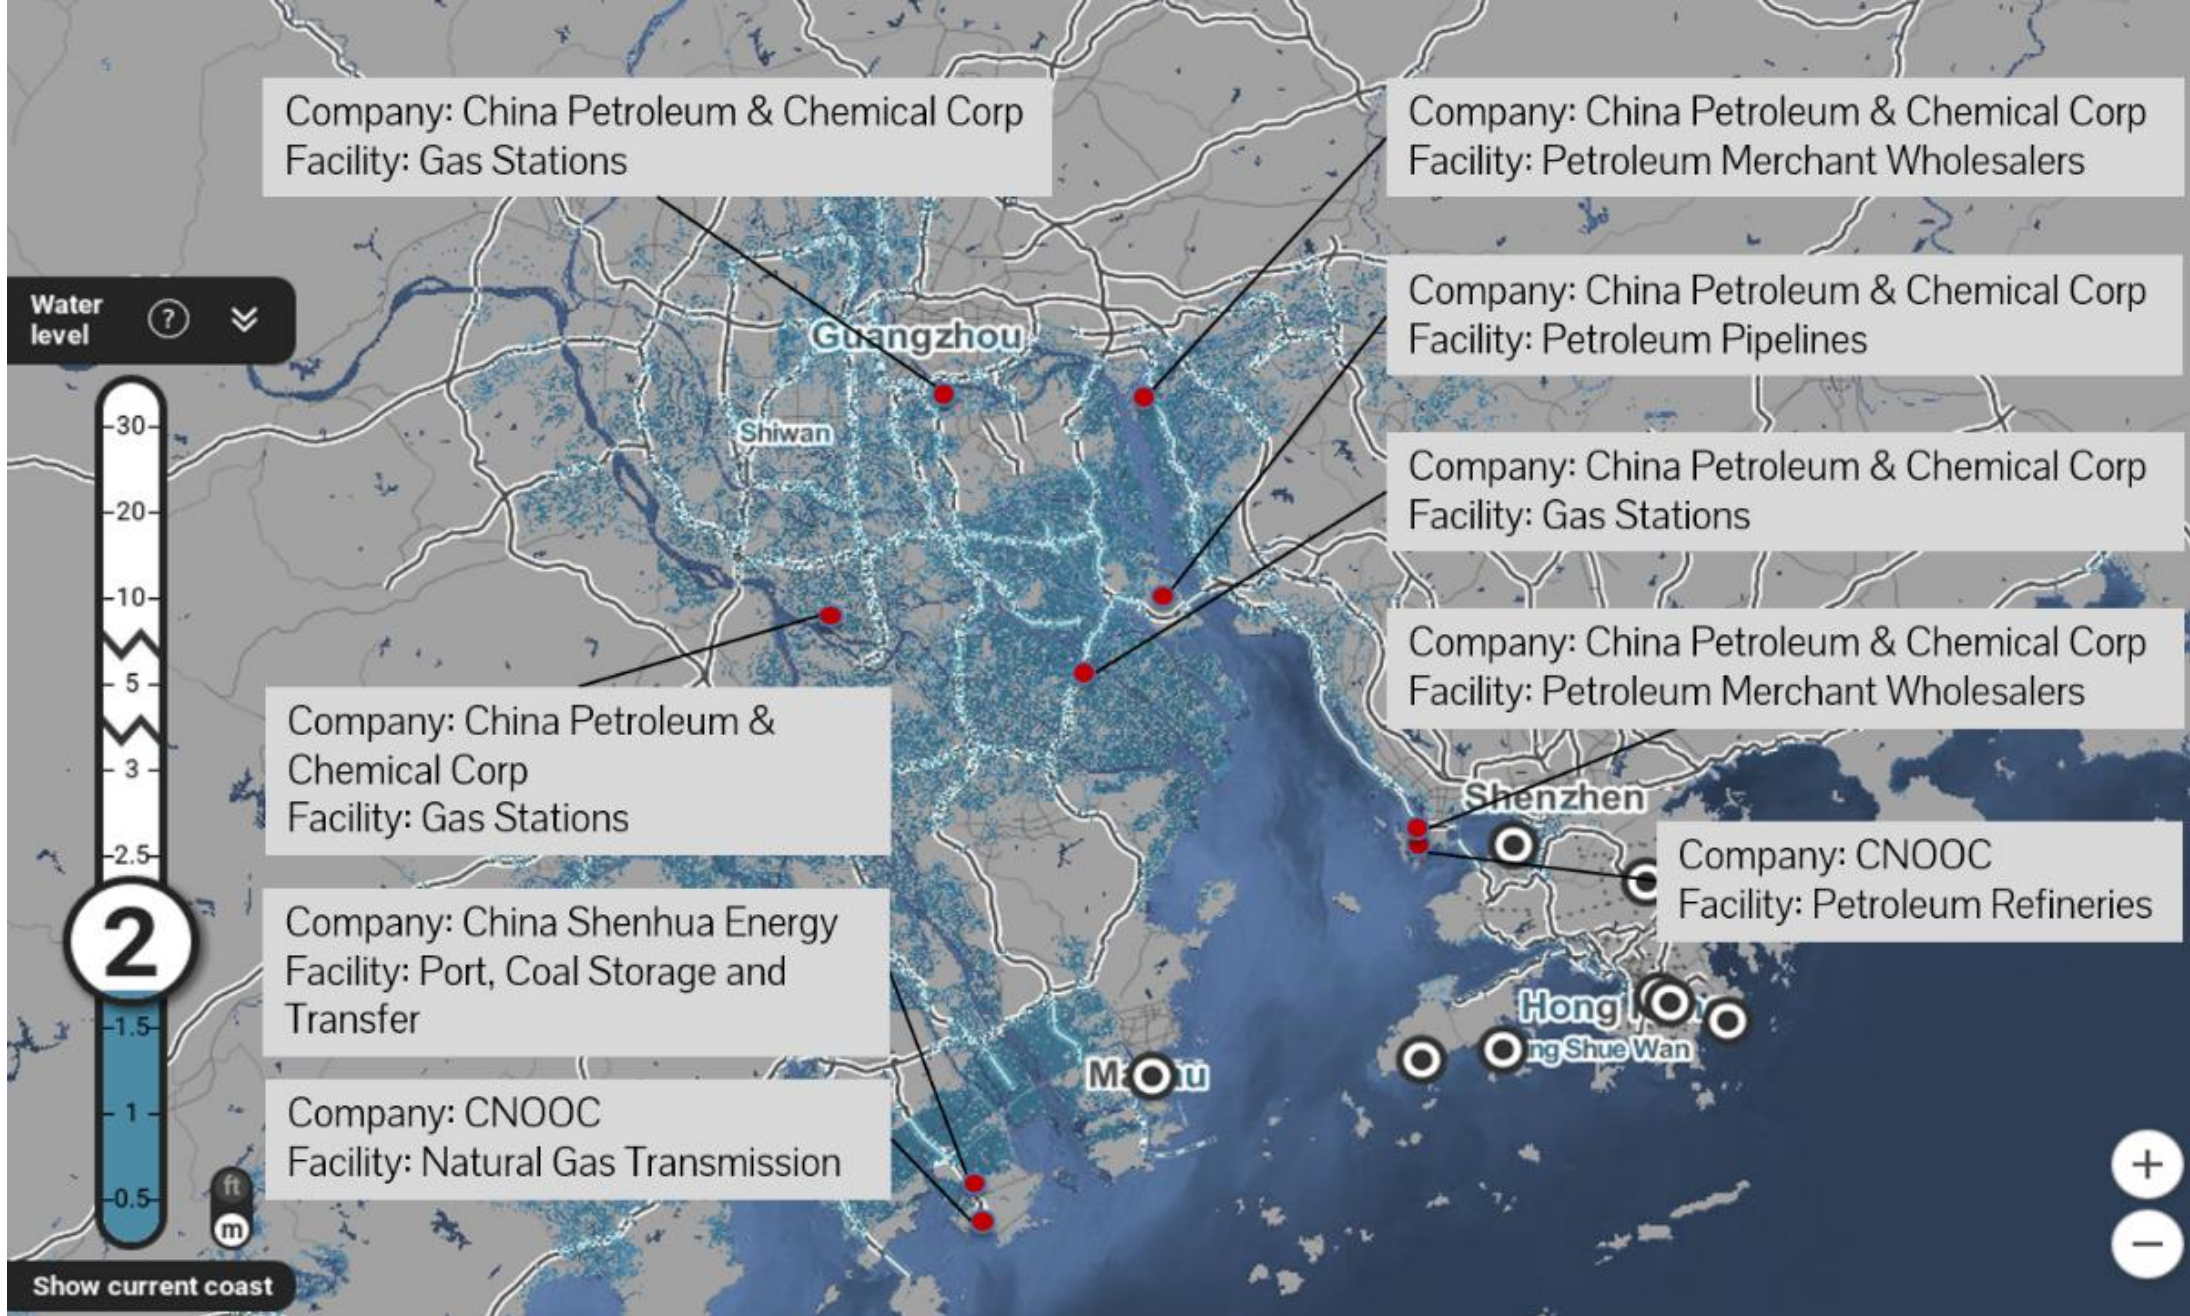 Company: China Petroleum & Chemical Corp
Facility: Gas Stations
Company: China Petroleum & Chemical Corp
Facility: Petroleum Merchant Wholesalers
Company: China Petroleum & Chemical Corp
Facility: Petroleum Pipelines
Company: China Petroleum & Chemical Corp
Facility: Gas Stations
Company: China Petroleum & Chemical Corp
Facility: Petroleum Merchant Wholesalers
Company: CNOOC
Facility: Petroleum Refineries
Company: China Petroleum &
Chemical Corp
Facility: Gas Stations
Company: China Shenhua Energy
Facility: Port, Coal Storage and
Transfer
Company: CNOOC
Facility: Natural Gas Transmission
Water
level
?
30
20
10
5
3
2.5
2
1.5
1
0.5
ft
m
Show current coast
Guangzhou
Shiwan
Shenzhen
Hong
ng Shue Wan
+
−